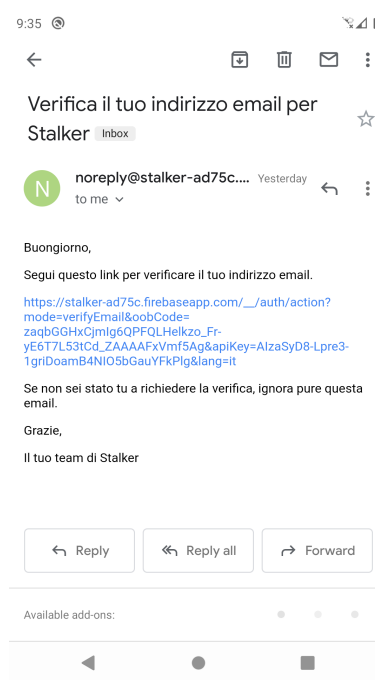 9:35
Verifica il tuo indirizzo email per
Stalker Inbox
N
noreply@stalker-ad75c.... Yesterday
to me
Buongiorno,
Segui questo link per verificare il tuo indirizzo email.
https://stalker-ad75c.firebaseapp.com/__/auth/action?
mode=verifyEmail&oobCode=
zaqbGGHxCjmIg6QPFQLHelkzo_Fr-
yE6T7L53tCd_ZAAAAFxVmf5Ag&apiKey=AIzaSyD8-Lpre3-
1griDoamB4NIO5bGauYFkPlg&lang=it
Se non sei stato tu a richiedere la verifica, ignora pure questa
email.
Grazie,
Il tuo team di Stalker
Reply
Reply all
Forward
Available add-ons: